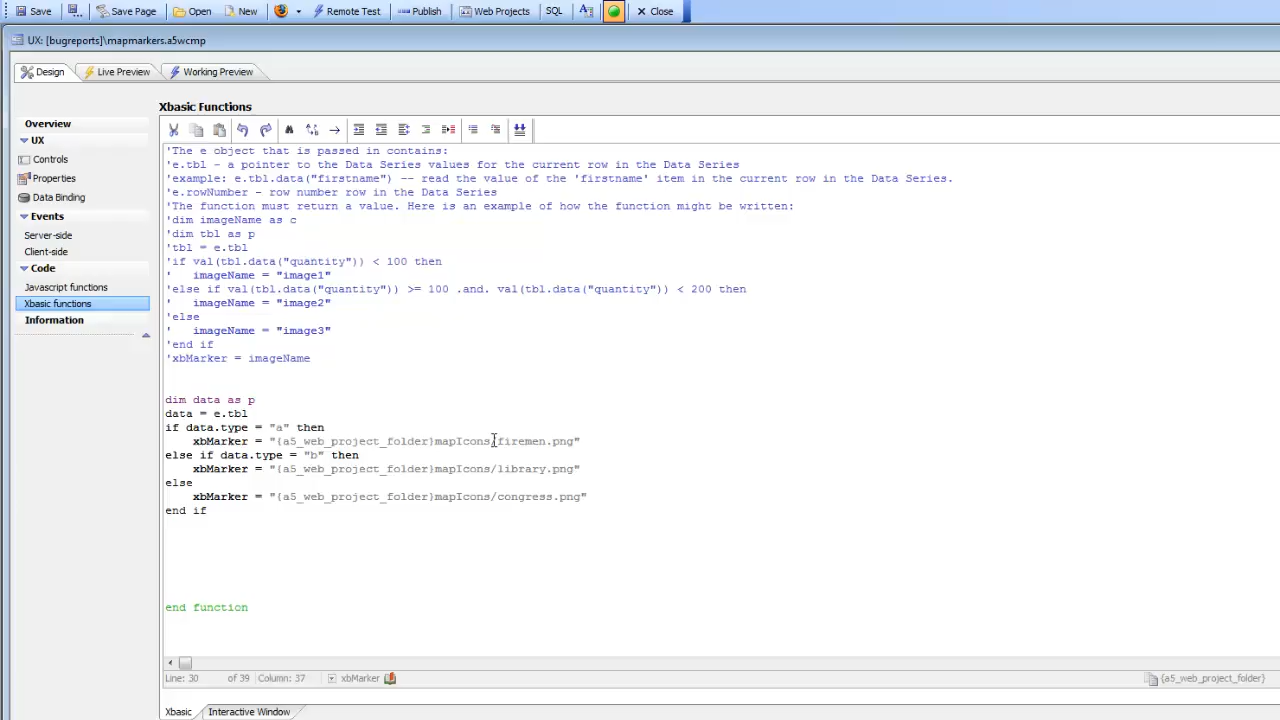 Save Save Page Open New Remote Test Publish Web Projects SQL Close
UX: [bugreports]\mapmarkers.a5wcmp
Design Live Preview Working Preview
Overview
UX
Controls
Properties
Data Binding
Events
Server-side
Client-side
Code
Javascript functions
Xbasic functions
Information
Xbasic Functions
'The e object that is passed in contains:
'e.tbl - a pointer to the Data Series values for the current row in the Data Series
'example: e.tbl.data("firstname") -- read the value of the 'firstname' item in the current row in the Data Series.
'e.rowNumber - row number row in the Data Series
'The function must return a value. Here is an example of how the function might be written:
'dim imageName as c
'dim tbl as p
'tbl = e.tbl
'if val(tbl.data("quantity")) < 100 then
'   imageName = "image1"
'else if val(tbl.data("quantity")) >= 100 .and. val(tbl.data("quantity")) < 200 then
'   imageName = "image2"
'else
'   imageName = "image3"
'end if
'xbMarker = imageName
dim data as p
data = e.tbl
if data.type = "a" then
    xbMarker = "{a5_web_project_folder}mapIcons/firemen.png"
else if data.type = "b" then
    xbMarker = "{a5_web_project_folder}mapIcons/library.png"
else
    xbMarker = "{a5_web_project_folder}mapIcons/congress.png"
end if
end function
Line: 30 of 39 Column: 37 xbMarker {a5_web_project_folder}
Xbasic Interactive Window